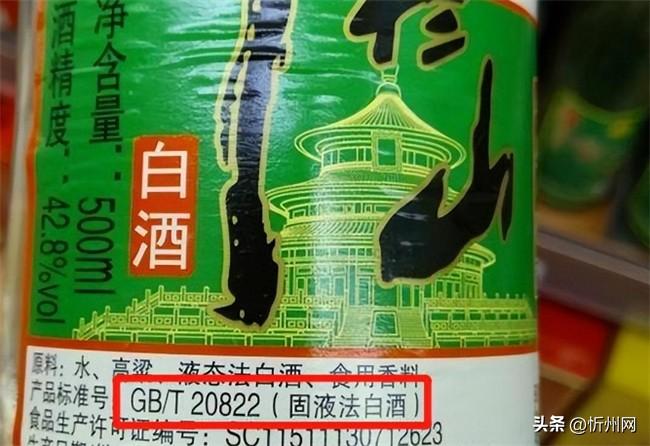 净含量：500ml
酒精度：42.8%vol
白酒
仁山
原料：水、高粱、液态法白酒、食用香料
产品标准号
GB/T 20822（固液法白酒）
食品生产许可证编号：SC11511130712623
头条 @忻州网